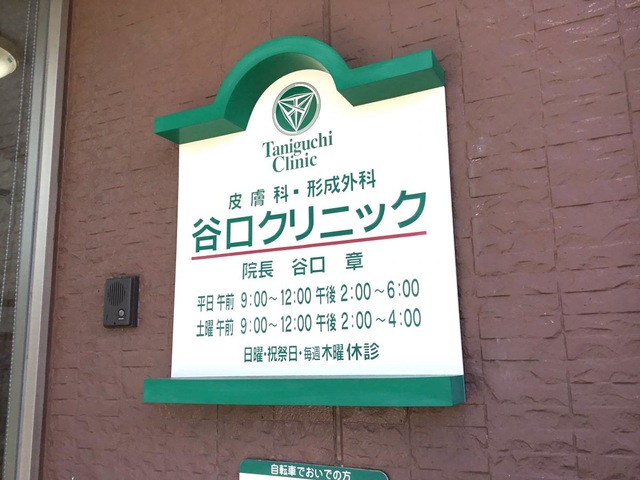 Taniguchi
Clinic
皮膚科・形成外科
谷口クリニック
院長 谷口 章
平日 午前 9:00～12:00 午後 2:00～6:00
土曜 午前 9:00～12:00 午後 2:00～4:00
日曜・祝祭日・毎週木曜休診
自転車でおいでの方